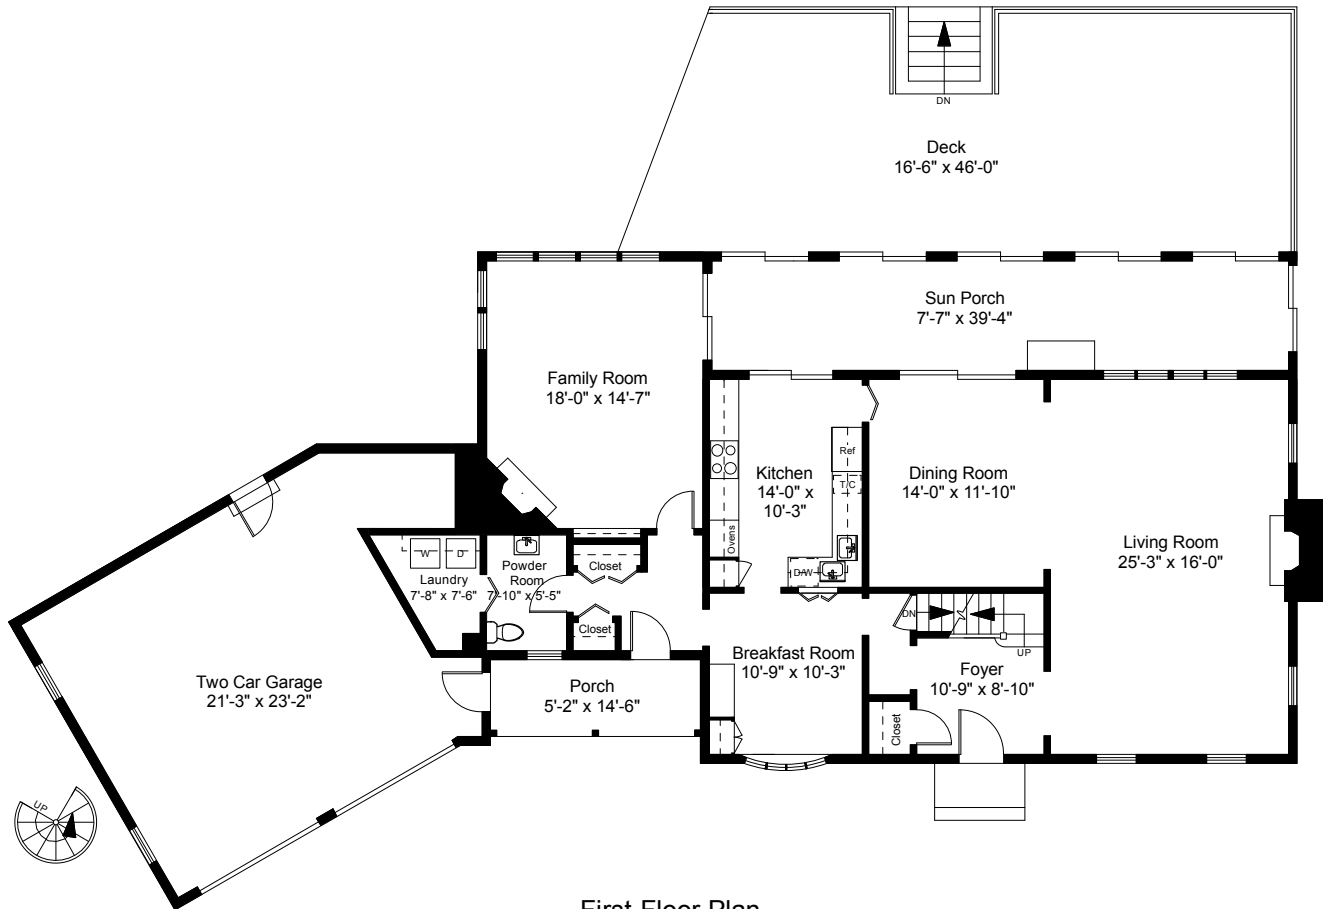 DN
Deck
16'-6" x 46'-0"
Sun Porch
7'-7" x 39'-4"
Family Room
18'-0" x 14'-7"
Kitchen
14'-0" x
10'-3"
Ref
T/C
Ovens
D/W
Dining Room
14'-0" x 11'-10"
Living Room
25'-3" x 16'-0"
W
D
Laundry
7'-8" x 7'-6"
Powder
Room
7'-10" x 5'-5"
Closet
Closet
DN
UP
Breakfast Room
10'-9" x 10'-3"
Foyer
10'-9" x 8'-10"
Closet
Two Car Garage
21'-3" x 23'-2"
Porch
5'-2" x 14'-6"
UP
First Floor Plan